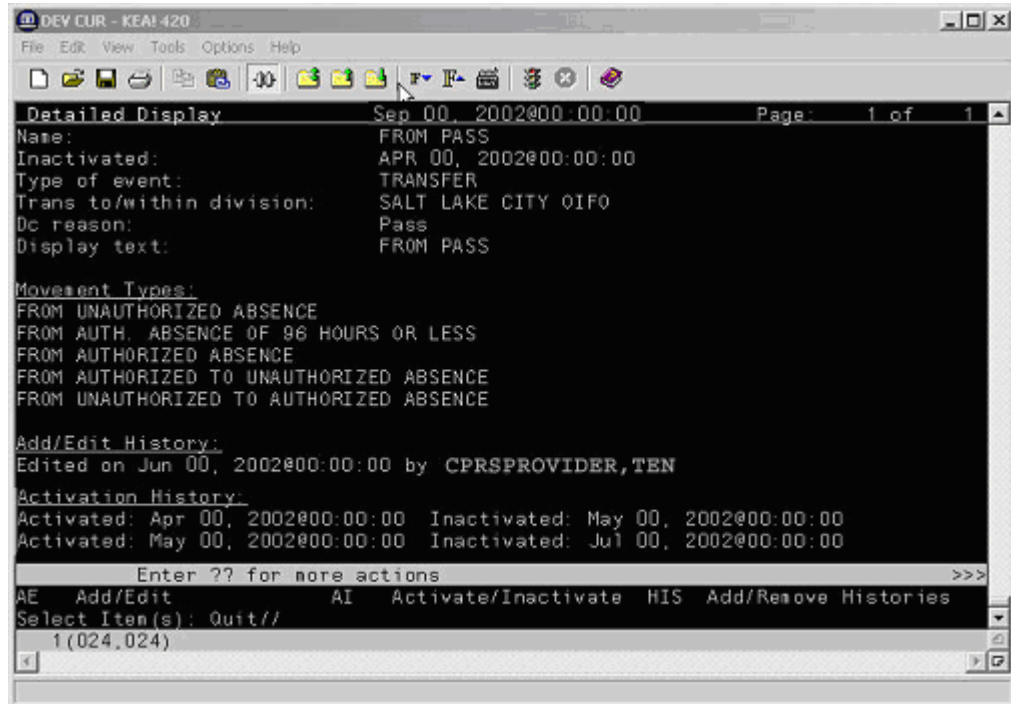 DEV CUR - KEA! 420
File Edit View Tools Options Help
Detailed Display Sep 00, 2002@00:00:00 Page: 1 of 1
Name: FROM PASS
Inactivated: APR 00, 2002@00:00:00
Type of event: TRANSFER
Trans to/within division: SALT LAKE CITY OIFO
Dc reason: Pass
Display text: FROM PASS
Movement Types:
FROM UNAUTHORIZED ABSENCE
FROM AUTH. ABSENCE OF 96 HOURS OR LESS
FROM AUTHORIZED ABSENCE
FROM AUTHORIZED TO UNAUTHORIZED ABSENCE
FROM UNAUTHORIZED TO AUTHORIZED ABSENCE
Add/Edit History:
Edited on Jun 00, 2002@00:00:00 by CPRSPROVIDER,TEN
Activation History:
Activated: Apr 00, 2002@00:00:00 Inactivated: May 00, 2002@00:00:00
Activated: May 00, 2002@00:00:00 Inactivated: Jul 00, 2002@00:00:00
Enter ?? for more actions >>>
AE Add/Edit AI Activate/Inactivate HIS Add/Remove Histories
Select Item(s): Quit//
1(024,024)